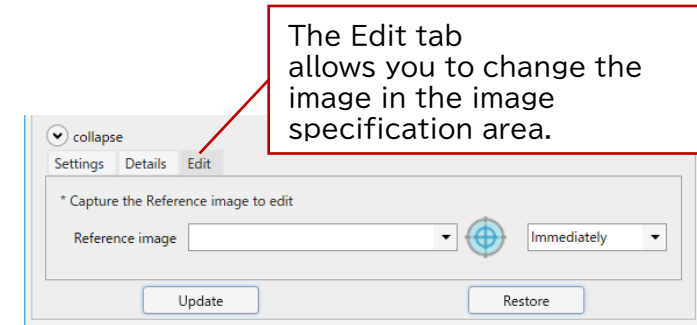 The Edit tab
allows you to change the
image in the image
specification area.
collapse
Settings Details Edit
* Capture the Reference image to edit
Reference image Immediately
Update Restore